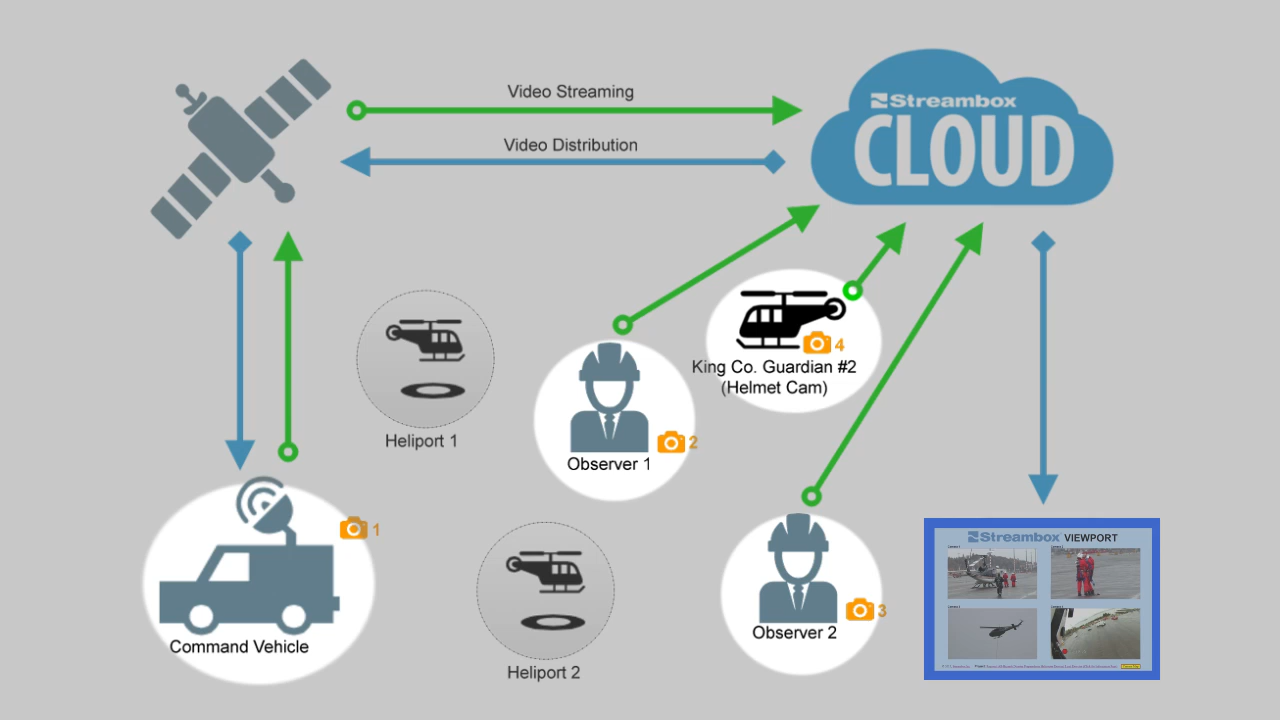 Video Streaming
Video Distribution
Streambox
CLOUD
4
King Co. Guardian #2
(Helmet Cam)
Heliport 1
2
Observer 1
1
Command Vehicle
3
Observer 2
Heliport 2
Streambox VIEWPORT